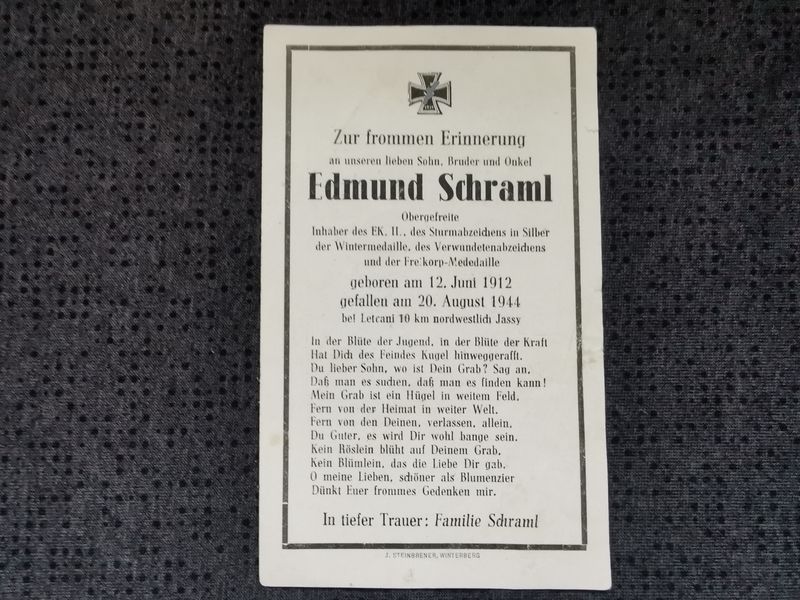 Zur frommen Erinnerung
an unseren lieben Sohn, Bruder und Onkel
Edmund Schraml
Obergefreite
Inhaber des EK. II., des Sturmabzeichens in Silber
der Wintermedaille, des Verwundetenabzeichens
und der Freikorp-Mededaille
geboren am 12. Juni 1912
gefallen am 20. August 1944
bei Letcani 10 km nordwestlich Jassy
In der Blüte der Jugend, in der Blüte der Kraft
Hat Dich des Feindes Kugel hinweggerafft.
Du lieber Sohn, wo ist Dein Grab? Sag an,
Daß man es suchen, daß man es finden kann!
Mein Grab ist ein Hügel in weitem Feld,
Fern von der Heimat in weiter Welt.
Fern von den Deinen, verlassen, allein,
Du Guter, es wird Dir wohl bange sein.
Kein Röslein blüht auf Deinem Grab,
Kein Blümlein, das die Liebe Dir gab.
O meine Lieben, schöner als Blumenzier
Dünkt Euer frommes Gedenken mir.
In tiefer Trauer: Familie Schraml
J. STEINBRENER, WINTERBERG